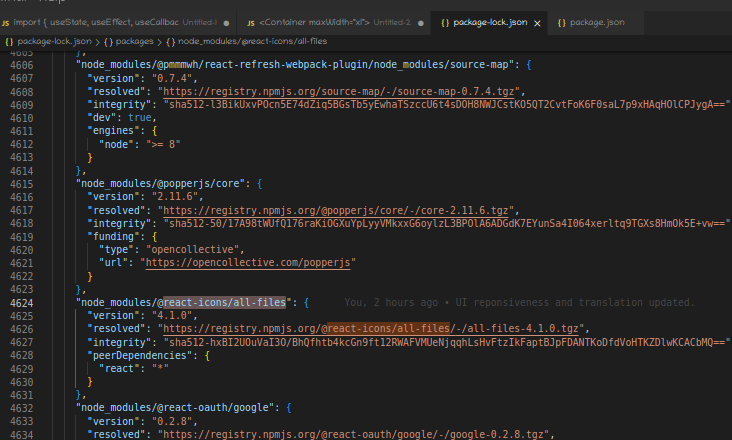 JS import { useState, useEffect, useCallbac Untitled-1 ● JS <Container maxWidth="xl"> Untitled-2 ● {} package-lock.json × {} package.json
{} package-lock.json > {} packages > {} node_modules/@react-icons/all-files
4605 },
4606 "node_modules/@pmmmwh/react-refresh-webpack-plugin/node_modules/source-map": {
4607 "version": "0.7.4",
4608 "resolved": "https://registry.npmjs.org/source-map/-/source-map-0.7.4.tgz",
4609 "integrity": "sha512-l3BikUxvPOcn5E74dZiq5BGsTb5yEwhaTSzccU6t4sDOH8NWJCstKO5QT2CvtFoK6F0saL7p9xHAqHOlCPJygA=="
4610 "dev": true,
4611 "engines": {
4612 "node": ">= 8"
4613 }
4614 },
4615 "node_modules/@popperjs/core": {
4616 "version": "2.11.6",
4617 "resolved": "https://registry.npmjs.org/@popperjs/core/-/core-2.11.6.tgz",
4618 "integrity": "sha512-50/17A98tWUfQ176raKiOGXuYpLyyVMkxxG6oylzL3BPOlA6ADGdK7EYunSa4I064xerltq9TGXs8HmOk5E+vw=="
4619 "funding": {
4620 "type": "opencollective",
4621 "url": "https://opencollective.com/popperjs"
4622 }
4623 },
4624 "node_modules/@react-icons/all-files": { You, 2 hours ago • UI reponsiveness and translation updated.
4625 "version": "4.1.0",
4626 "resolved": "https://registry.npmjs.org/@react-icons/all-files/-/all-files-4.1.0.tgz",
4627 "integrity": "sha512-hxBI2UOuVaI3O/BhQfhtb4kcGn9ft12RWAFVMUeNjqqhLsHvFtzIkFaptBJpFDANTKoDfdVoHTKZDlwKCACbMQ=="
4628 "peerDependencies": {
4629 "react": "*"
4630 }
4631 },
4632 "node_modules/@react-oauth/google": {
4633 "version": "0.2.8",
4634 "resolved": "https://registry.npmjs.org/@react-oauth/google/-/google-0.2.8.tgz",